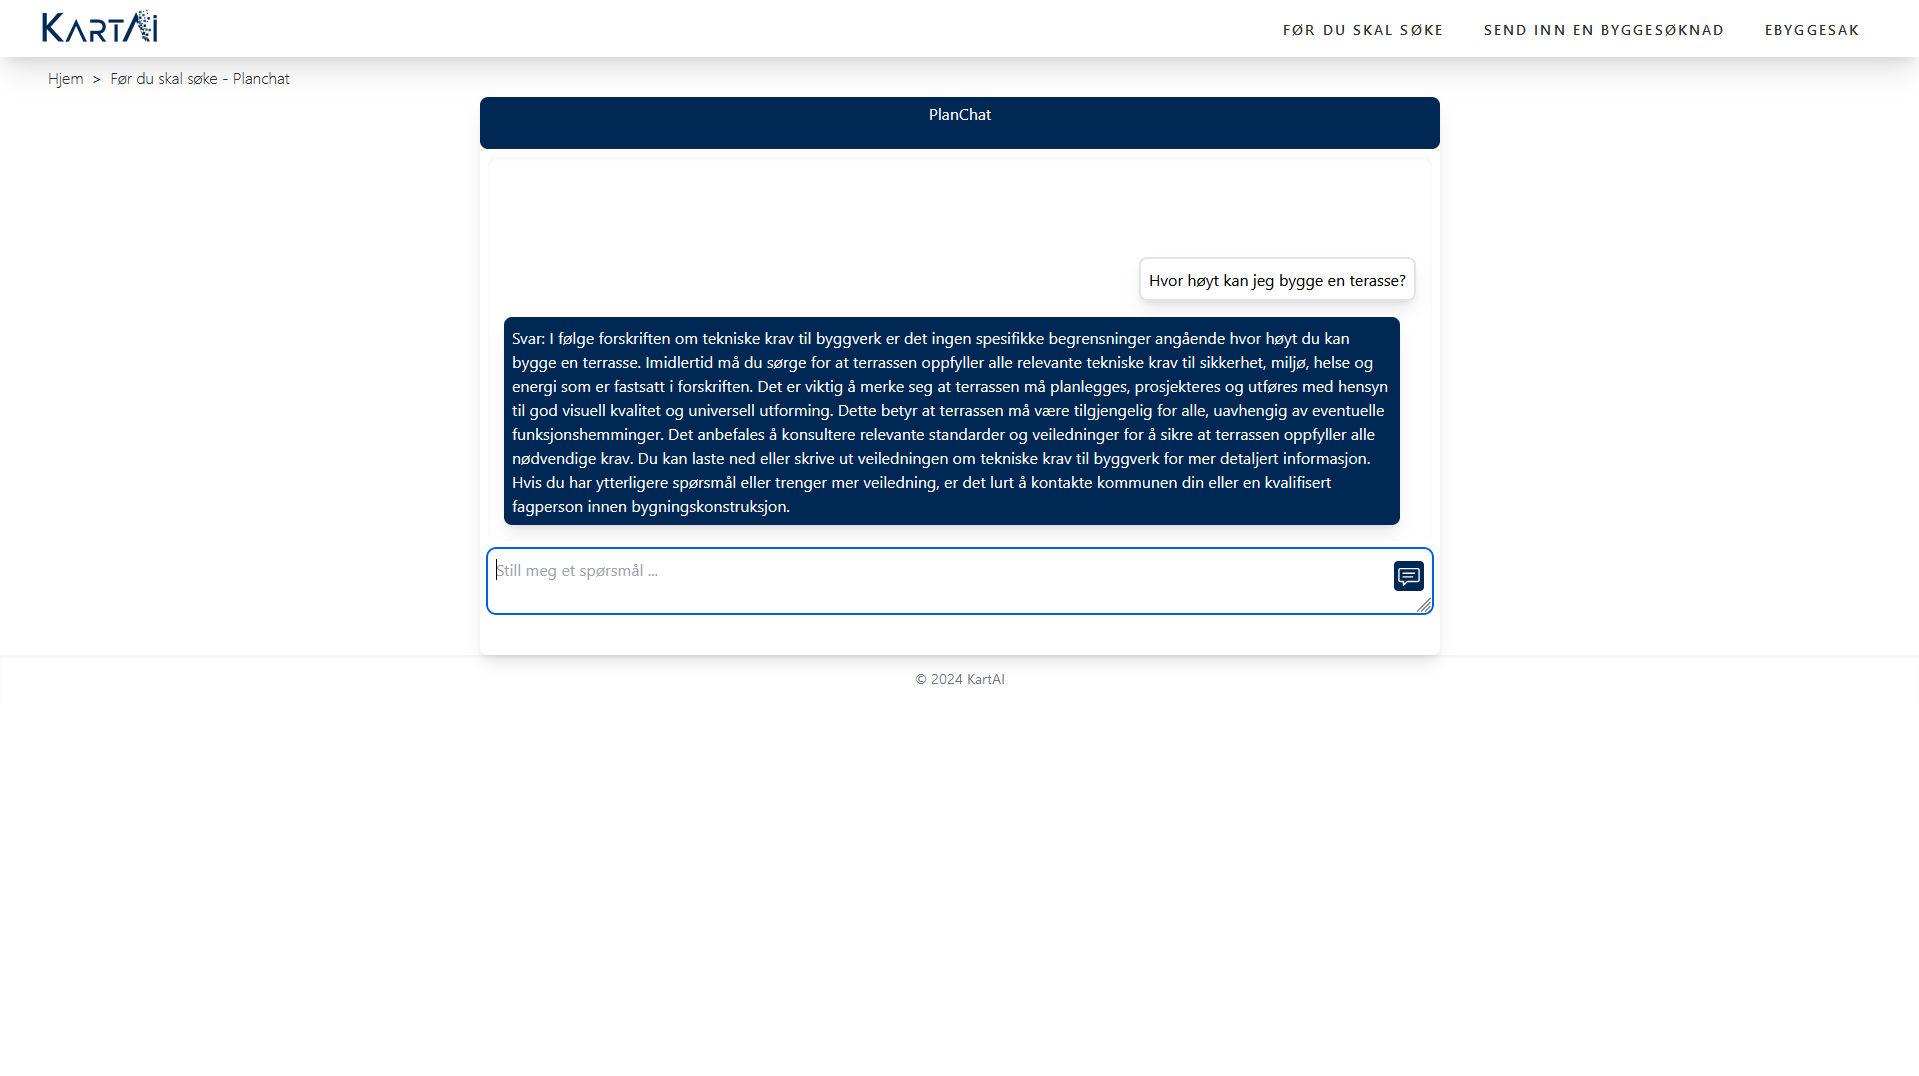 KARTAI
FØR DU SKAL SØKE
SEND INN EN BYGGESØKNAD
EBYGGESAK
Hjem > Før du skal søke - Planchat
PlanChat
Hvor høyt kan jeg bygge en terasse?
Svar: I følge forskriften om tekniske krav til byggverk er det ingen spesifikke begrensninger angående hvor høyt du kan
bygge en terrasse. Imidlertid må du sørge for at terrassen oppfyller alle relevante tekniske krav til sikkerhet, miljø, helse og
energi som er fastsatt i forskriften. Det er viktig å merke seg at terrassen må planlegges, prosjekteres og utføres med hensyn
til god visuell kvalitet og universell utforming. Dette betyr at terrassen må være tilgjengelig for alle, uavhengig av eventuelle
funksjonshemminger. Det anbefales å konsultere relevante standarder og veiledninger for å sikre at terrassen oppfyller alle
nødvendige krav. Du kan laste ned eller skrive ut veiledningen om tekniske krav til byggverk for mer detaljert informasjon.
Hvis du har ytterligere spørsmål eller trenger mer veiledning, er det lurt å kontakte kommunen din eller en kvalifisert
fagperson innen bygningskonstruksjon.
Still meg et spørsmål ...
© 2024 KartAI